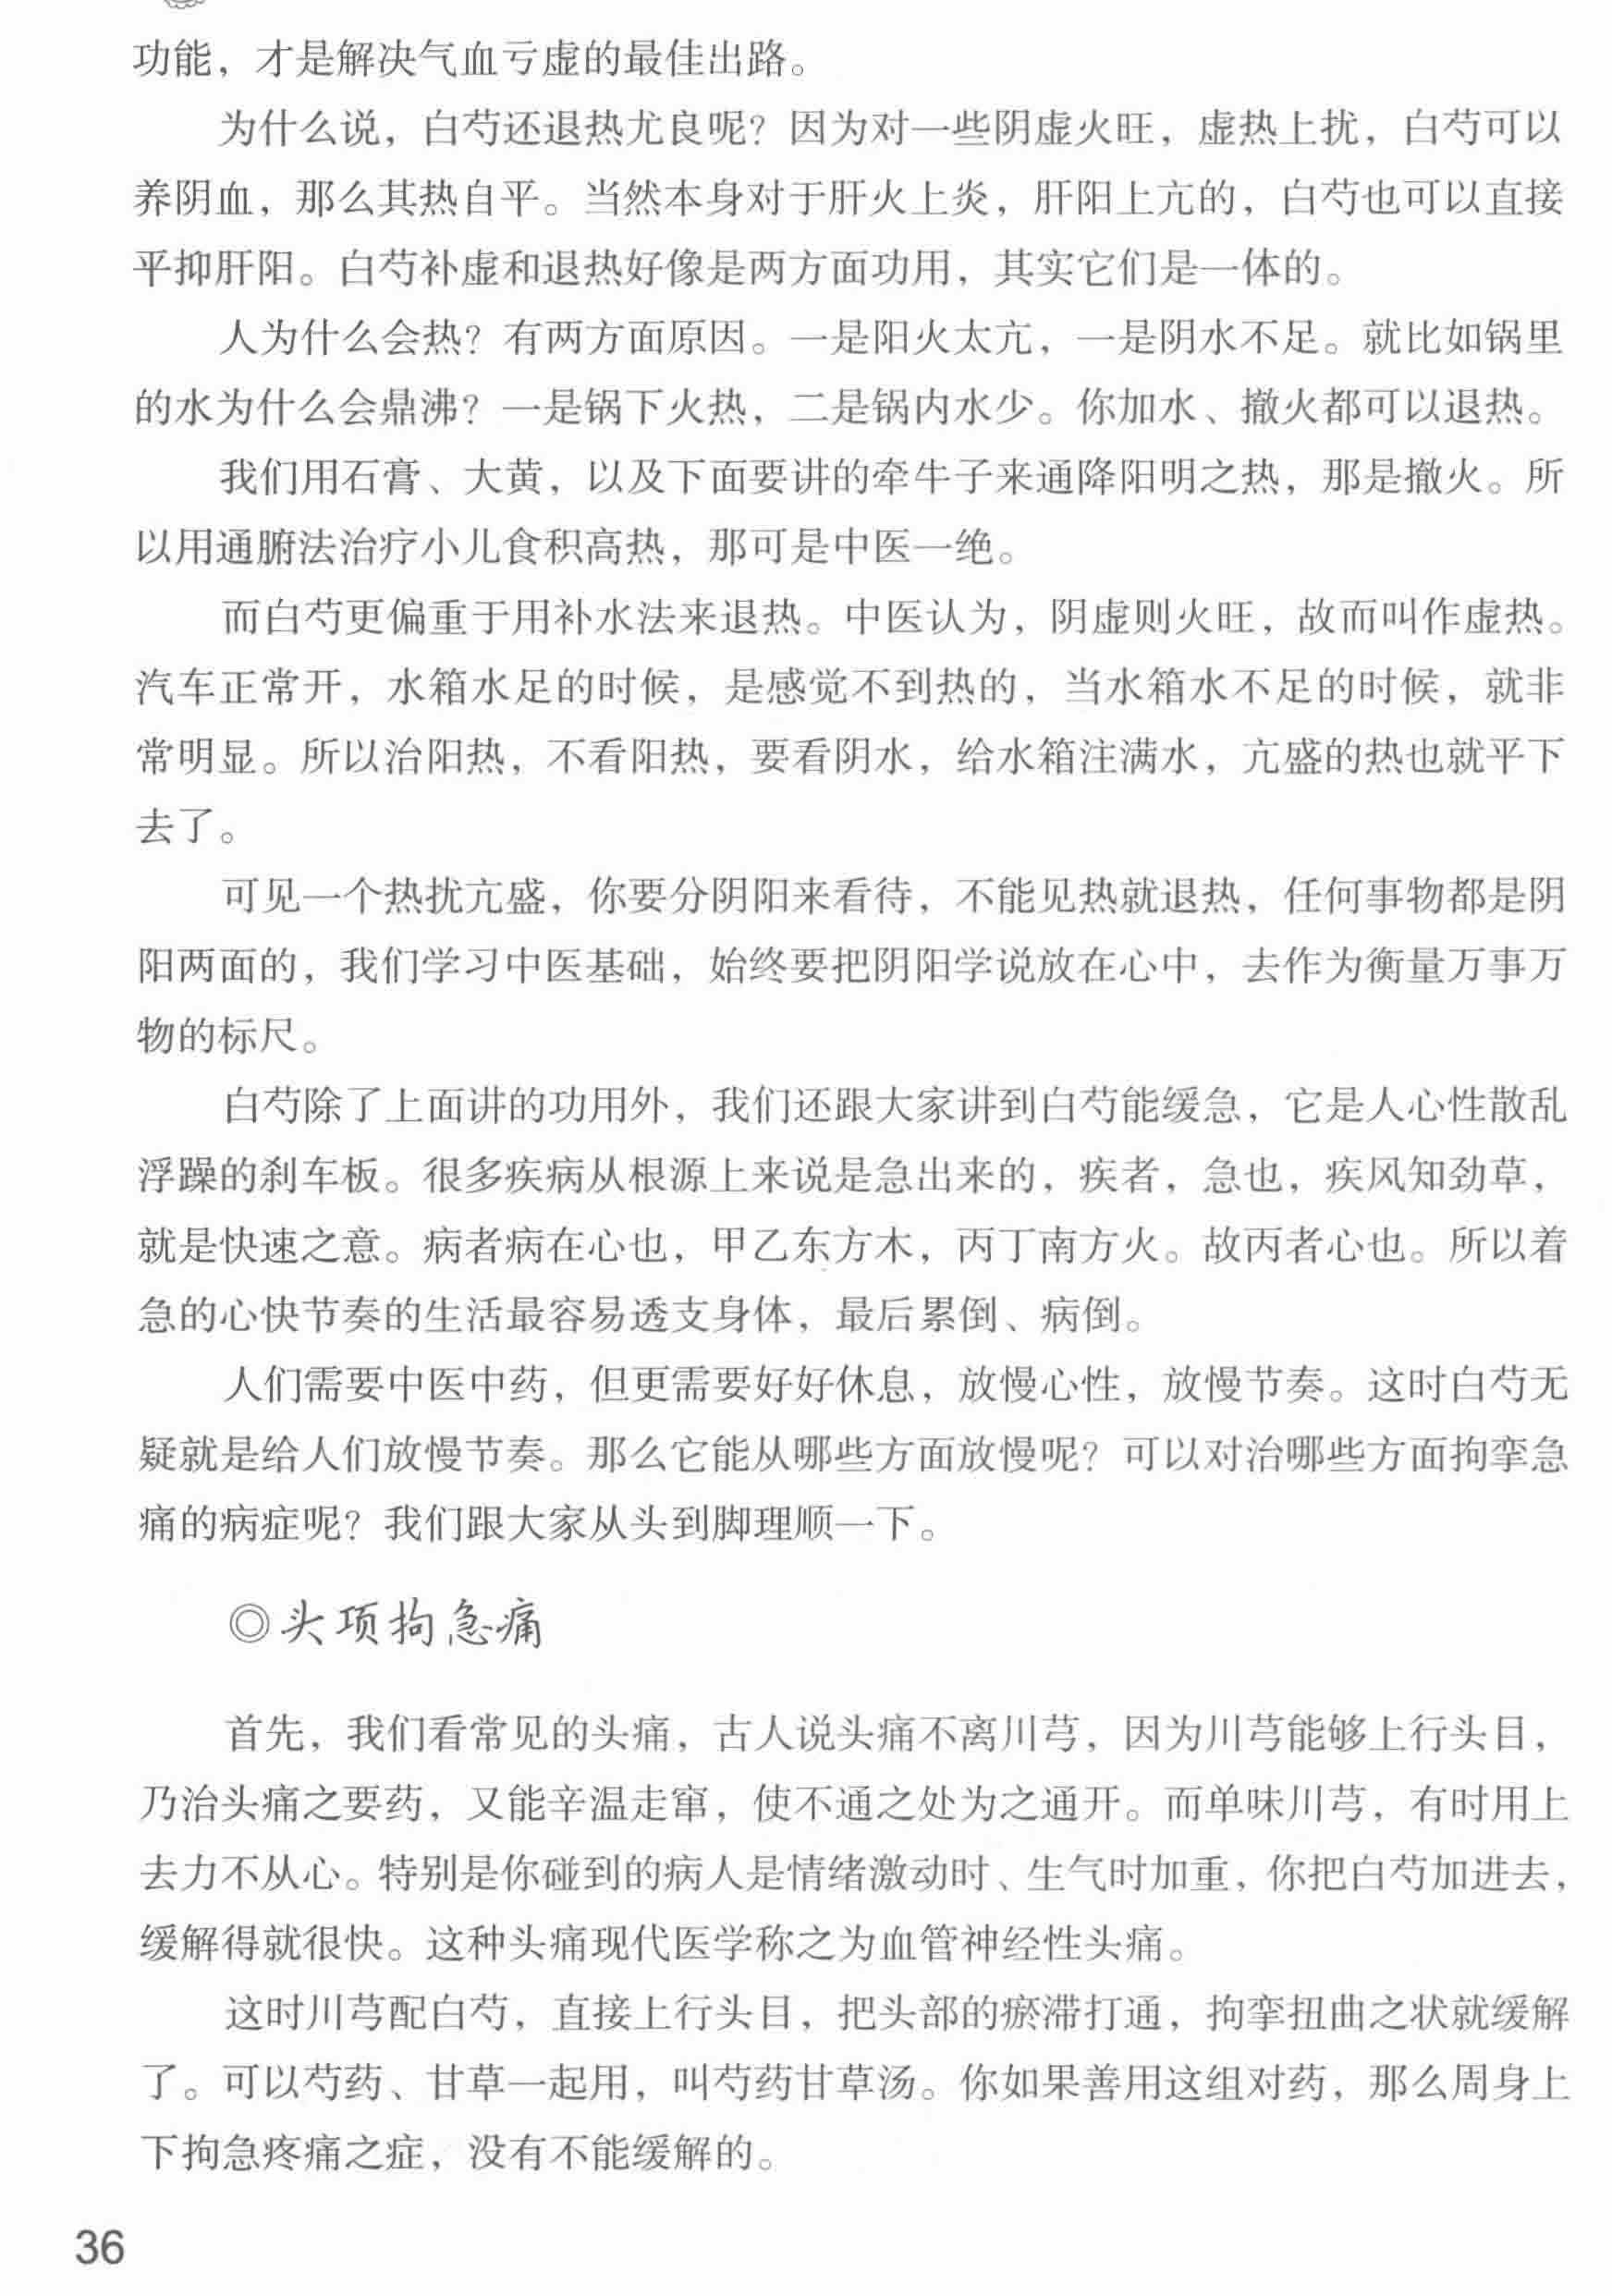 功能，才是解决气血亏虚的最佳出路。
为什么说，白芍还退热尤良呢？因为对一些阴虚火旺，虚热上扰，白芍可以
养阴血，那么其热自平。当然本身对于肝火上炎，肝阳上亢的，白芍也可以直接
平抑肝阳。白芍补虚和退热好像是两方面功用，其实它们是一体的。
人为什么会热？有两方面原因。一是阳火太亢，一是阴水不足。就比如锅里
的水为什么会鼎沸？一是锅下火热，二是锅内水少。你加水、撤火都可以退热。
我们用石膏、大黄，以及下面要讲的牵牛子来通降阳明之热，那是撤火。所
以用通腑法治疗小儿食积高热，那可是中医一绝。
而白芍更偏重于用补水法来退热。中医认为，阴虚则火旺，故而叫作虚热。
汽车正常开，水箱水足的时候，是感觉不到热的，当水箱水不足的时候，就非
常明显。所以治阳热，不看阳热，要看阴水，给水箱注满水，亢盛的热也就平下
去了。
可见一个热扰亢盛，你要分阴阳来看待，不能见热就退热，任何事物都是阴
阳两面的，我们学习中医基础，始终要把阴阳学说放在心中，去作为衡量万事万
物的标尺。
白芍除了上面讲的功用外，我们还跟大家讲到白芍能缓急，它是人心性散乱
浮躁的刹车板。很多疾病从根源上来说是急出来的，疾者，急也，疾风知劲草，
就是快速之意。病者病在心也，甲乙东方木，丙丁南方火。故丙者心也。所以着
急的心快节奏的生活最容易透支身体，最后累倒、病倒。
人们需要中医中药，但更需要好好休息，放慢心性，放慢节奏。这时白芍无
疑就是给人们放慢节奏。那么它能从哪些方面放慢呢？可以对治哪些方面拘挛急
痛的病症呢？我们跟大家从头到脚理顺一下。
◎头项拘急痛
首先，我们看常见的头痛，古人说头痛不离川芎，因为川芎能够上行头目，
乃治头痛之要药，又能辛温走窜，使不通之处为之通开。而单味川芎，有时用上
去力不从心。特别是你碰到的病人是情绪激动时、生气时加重，你把白芍加进去，
缓解得就很快。这种头痛现代医学称之为血管神经性头痛。
这时川芎配白芍，直接上行头目，把头部的瘀滞打通，拘挛扭曲之状就缓解
了。可以芍药、甘草一起用，叫芍药甘草汤。你如果善用这组对药，那么周身上
下拘急疼痛之症，没有不能缓解的。
36